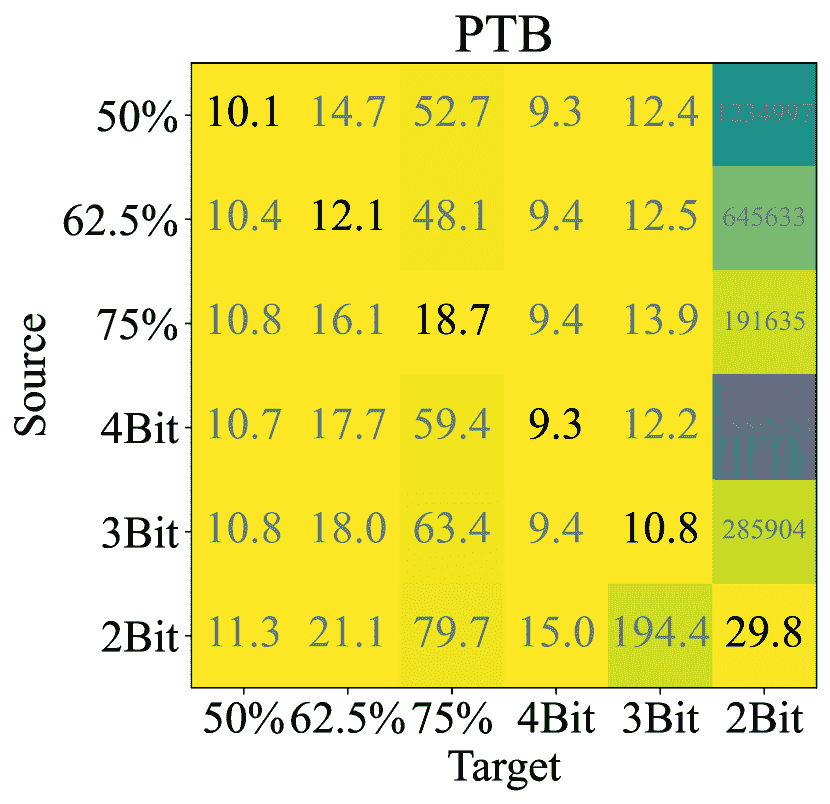 PTB
50% 10.1 14.7 52.7 9.3 12.4 1234997
62.5% 10.4 12.1 48.1 9.4 12.5 645633
75% 10.8 16.1 18.7 9.4 13.9 191635
4Bit 10.7 17.7 59.4 9.3 12.2
3Bit 10.8 18.0 63.4 9.4 10.8 285904
2Bit 11.3 21.1 79.7 15.0 194.4 29.8
50% 62.5% 75% 4Bit 3Bit 2Bit
Target
Source